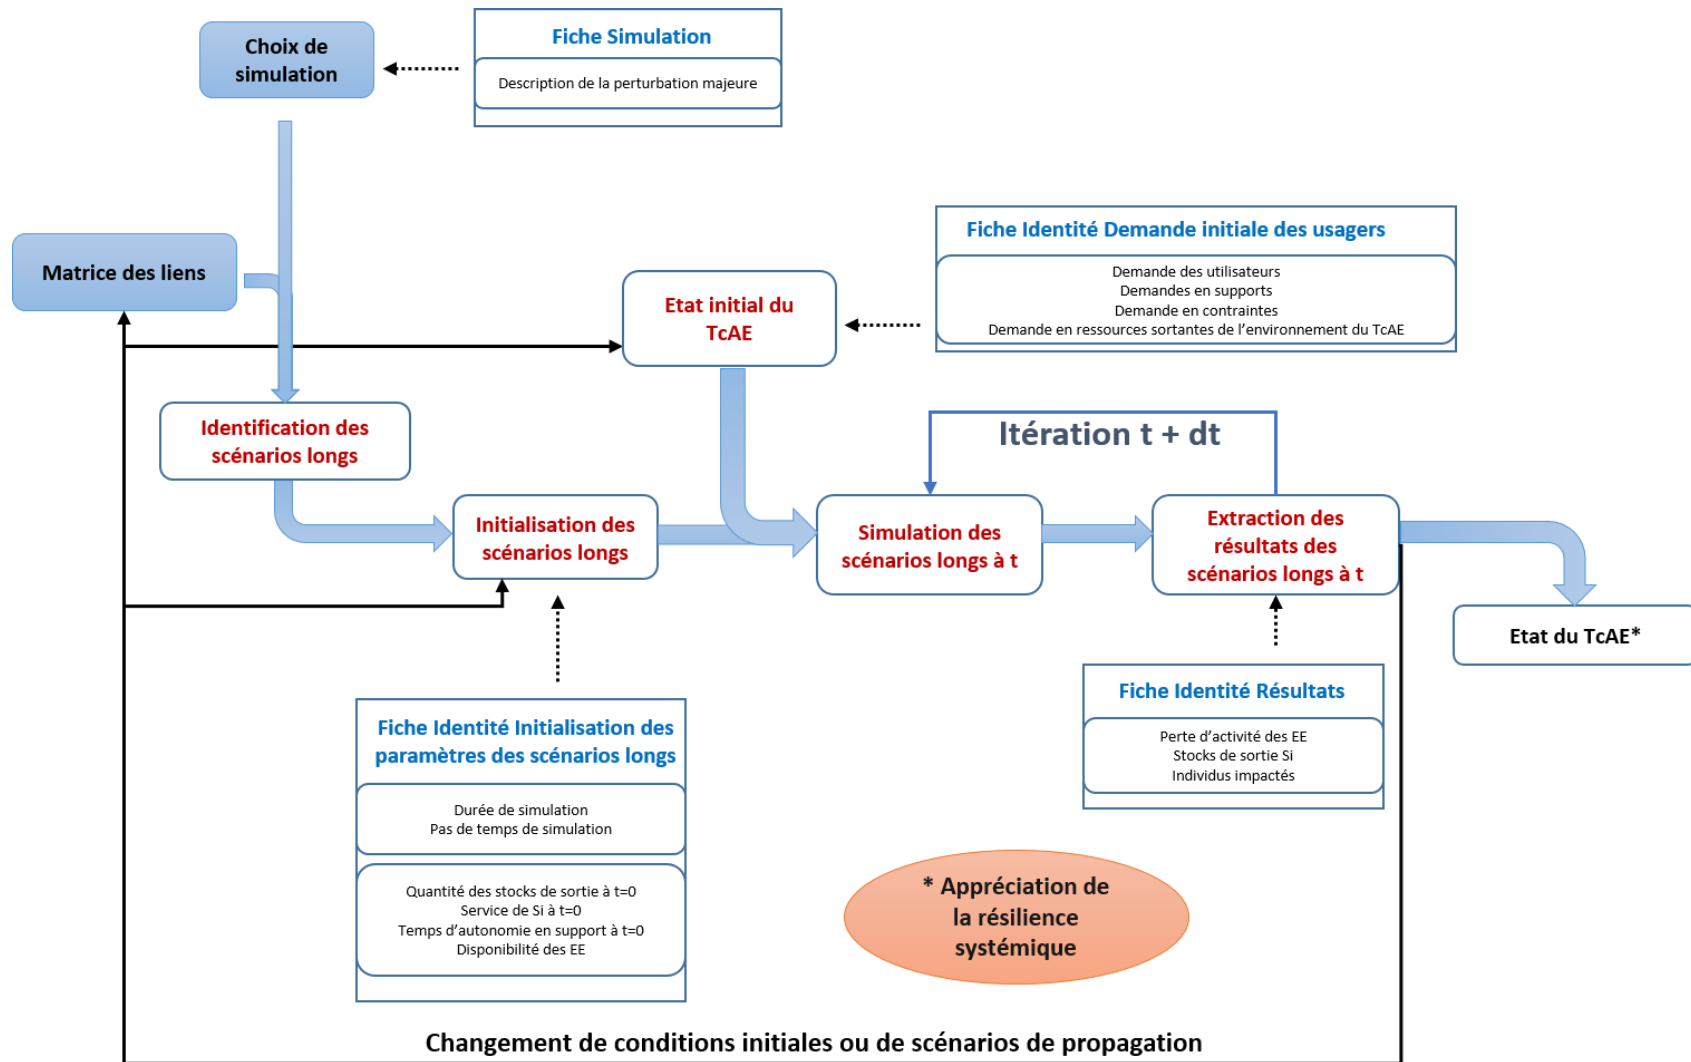 Choix de
simulation
Fiche Simulation
Description de la perturbation majeure
Matrice des liens
Fiche Identité Demande initiale des usagers
Demande des utilisateurs
Demandes en supports
Demande en contraintes
Demande en ressources sortantes de l'environnement du TcAE
Etat initial du
TcAE
Identification des
scénarios longs
Itération t + dt
Initialisation des
scénarios longs
Simulation des
scénarios longs à t
Extraction des
résultats des
scénarios longs à t
Etat du TcAE*
Fiche Identité Initialisation des
paramètres des scénarios longs
Durée de simulation
Pas de temps de simulation
Quantité des stocks de sortie à t=0
Service de Si à t=0
Temps d'autonomie en support à t=0
Disponibilité des EE
Fiche Identité Résultats
Perte d'activité des EE
Stocks de sortie Si
Individus impactés
* Appréciation de
la résilience
systémique
Changement de conditions initiales ou de scénarios de propagation